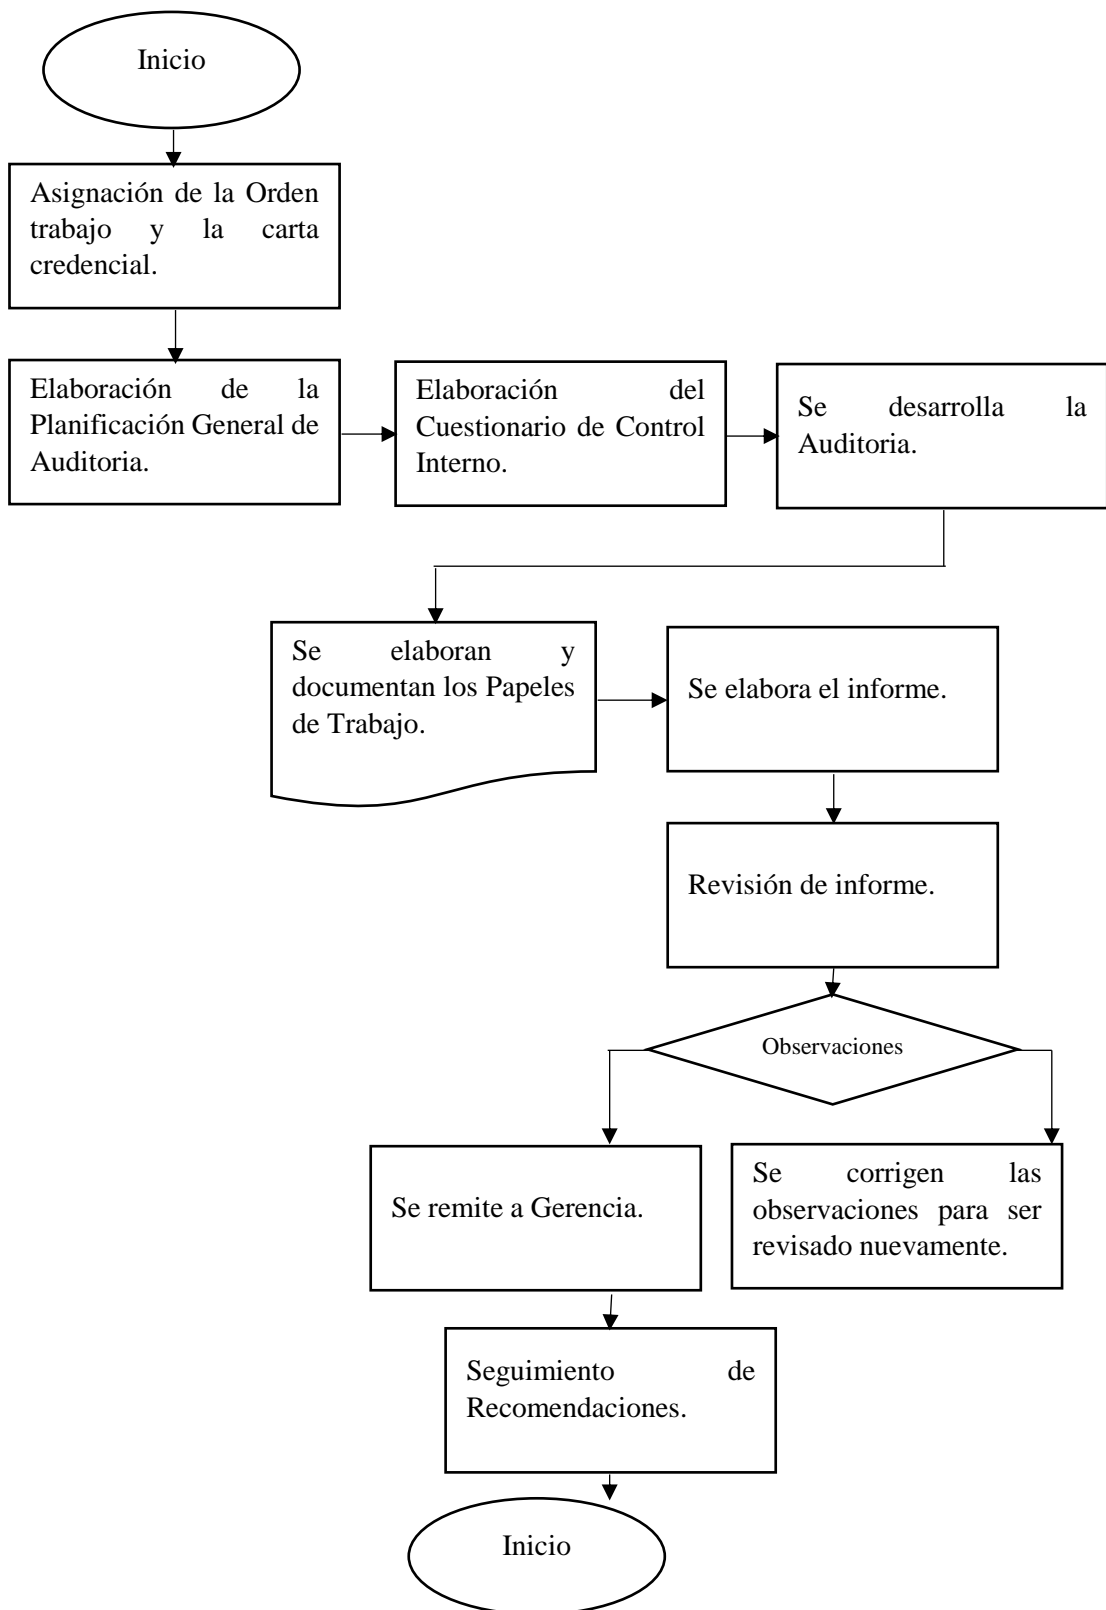 Inicio
Asignación de la Orden
trabajo y la carta
credencial.
Elaboración de la
Planificación General de
Auditoria.
Elaboración del
Cuestionario de Control
Interno.
Se desarrolla la
Auditoria.
Se elaboran y
documentan los Papeles
de Trabajo.
Se elabora el informe.
Revisión de informe.
Observaciones
Se remite a Gerencia.
Se corrigen las
observaciones para ser
revisado nuevamente.
Seguimiento de
Recomendaciones.
Inicio